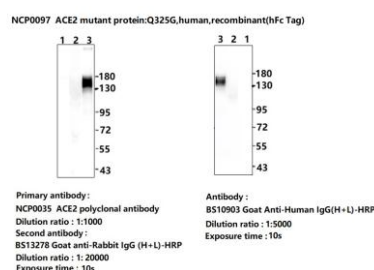 NCP0097 ACE2 mutant protein:Q325G,human,recombinant(hFc Tag)
1 2 3
-180
-130
-95
-72
-55
-43
3 2 1
-180
-130
-95
-72
-55
-43
Primary antibody :
NCP0035 ACE2 polyclonal antibody
Dilution ratio : 1:1000
Second antibody :
BS13278 Goat anti-Rabbit IgG (H+L)-HRP
Dilution ratio : 1: 20000
Exposure time : 10s
Antibody :
BS10903 Goat Anti-Human IgG(H+L)-HRP
Dilution ratio : 1:5000
Exposure time : 10s